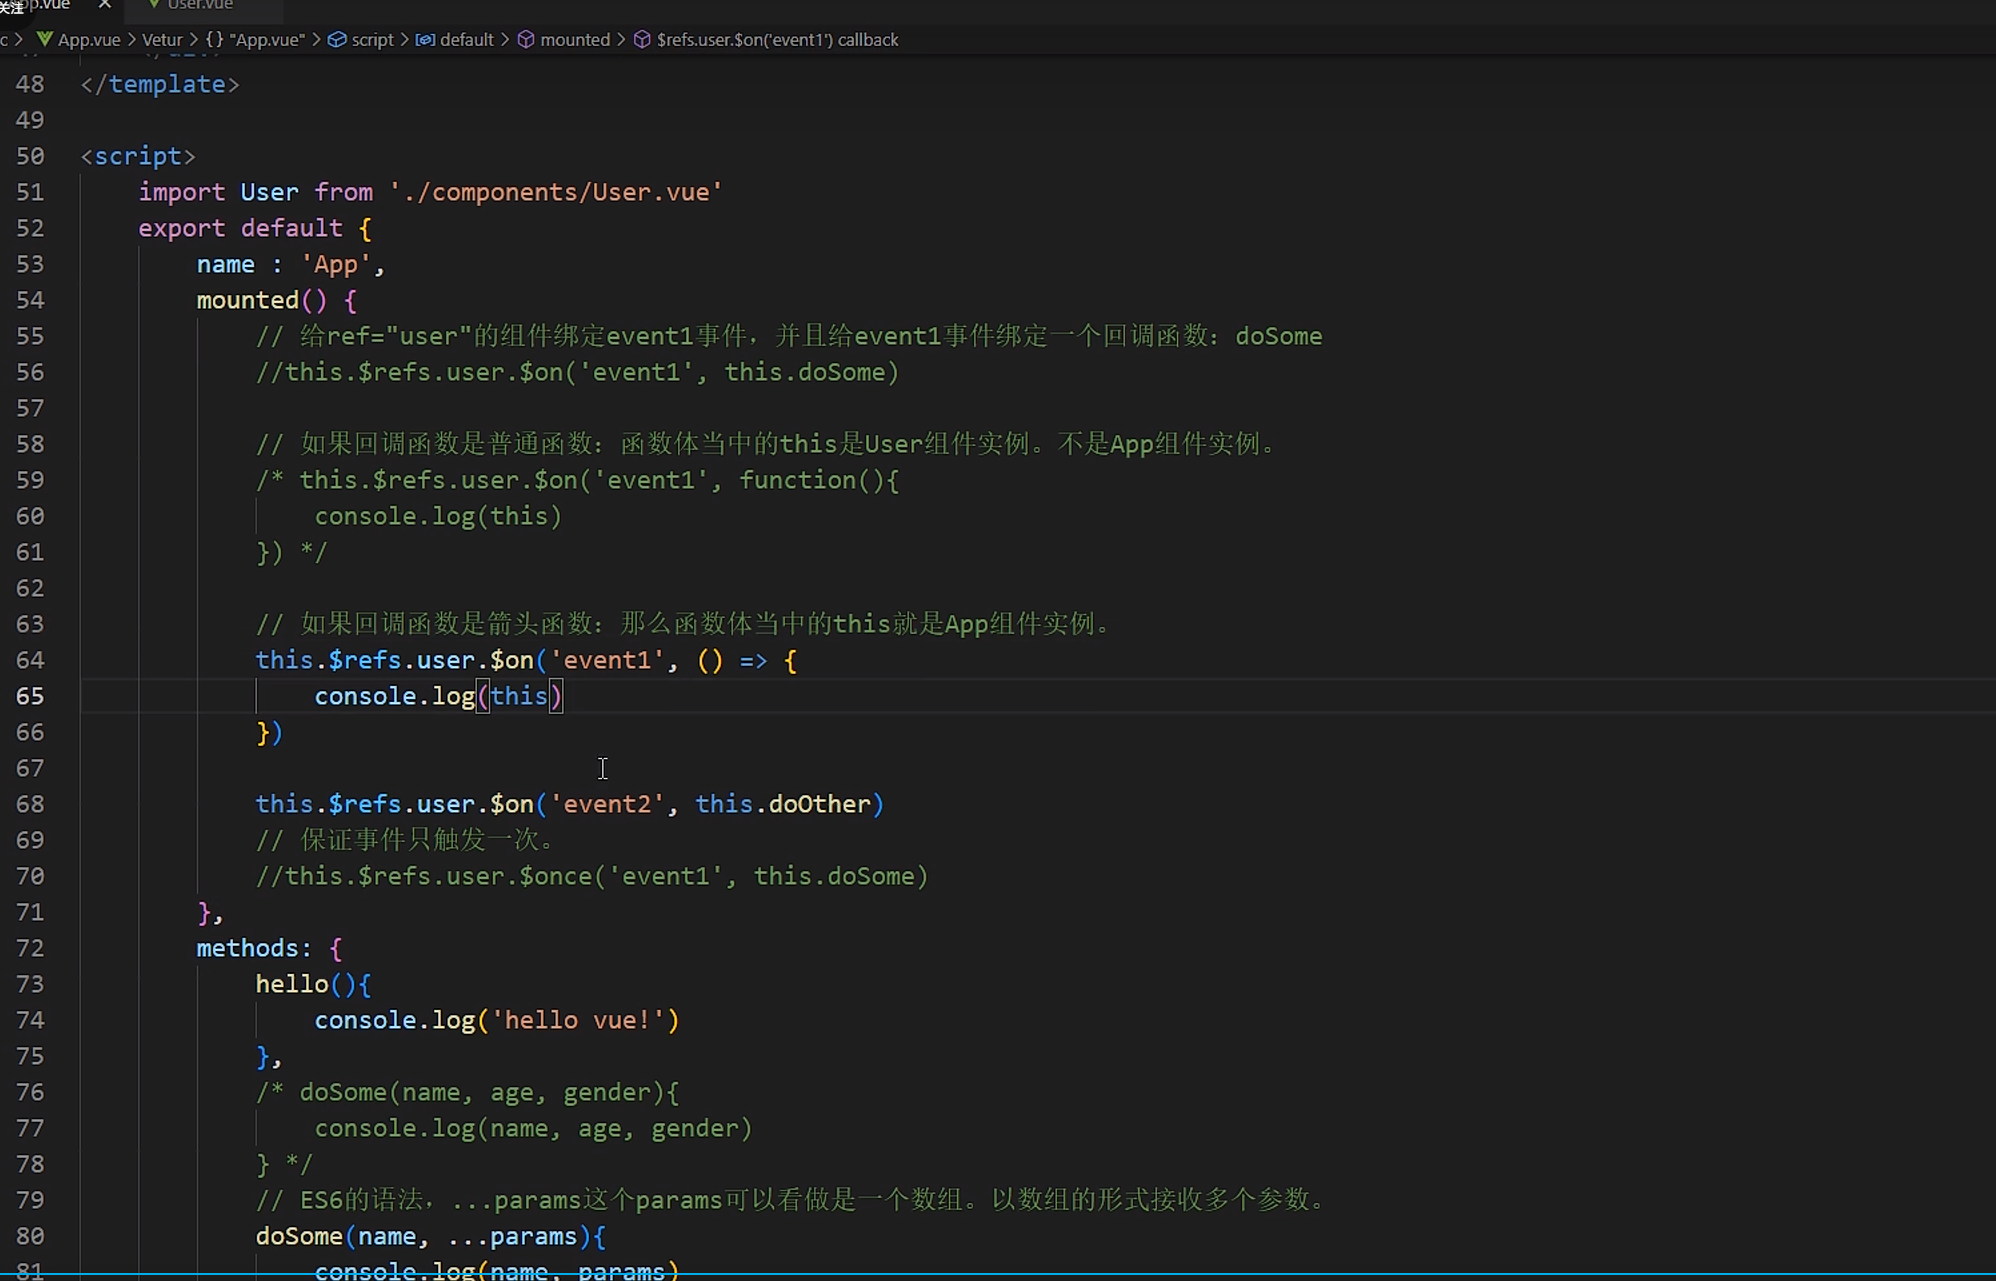 关注
pp.vue × User.vue
c > App.vue > Vetur > {} "App.vue" > script > default > mounted > $refs.user.$on('event1') callback
48 </template>
49
50 <script>
51 import User from './components/User.vue'
52 export default {
53 name : 'App',
54 mounted() {
55 // 给ref="user"的组件绑定event1事件，并且给event1事件绑定一个回调函数：doSome
56 //this.$refs.user.$on('event1', this.doSome)
57
58 // 如果回调函数是普通函数：函数体当中的this是User组件实例。不是App组件实例。
59 /* this.$refs.user.$on('event1', function(){
60 console.log(this)
61 }) */
62
63 // 如果回调函数是箭头函数：那么函数体当中的this就是App组件实例。
64 this.$refs.user.$on('event1', () => {
65 console.log(this)
66 })
67
68 this.$refs.user.$on('event2', this.doOther)
69 // 保证事件只触发一次。
70 //this.$refs.user.$once('event1', this.doSome)
71 },
72 methods: {
73 hello(){
74 console.log('hello vue!')
75 },
76 /* doSome(name, age, gender){
77 console.log(name, age, gender)
78 } */
79 // ES6的语法，...params这个params可以看做是一个数组。以数组的形式接收多个参数。
80 doSome(name, ...params){
81 console.log(name, params)